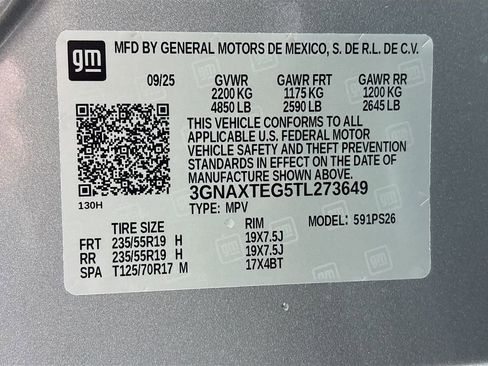 gm
MFD BY GENERAL MOTORS DE MEXICO, S. DE R.L. DE C.V.
09/25 GVWR GAWR FRT GAWR RR
2200 KG 1175 KG 1200 KG
4850 LB 2590 LB 2645 LB
THIS VEHICLE CONFORMS TO ALL
APPLICABLE U.S. FEDERAL MOTOR
VEHICLE SAFETY AND THEFT PREVENTION
STANDARDS IN EFFECT ON THE DATE OF
MANUFACTURE SHOWN ABOVE.
3GNAXTEG5TL273649
130H
TYPE: MPV
MODEL: 591PS26
TIRE SIZE RIM
FRT 235/55R19 H 19X7.5J
RR 235/55R19 H 19X7.5J
SPA T125/70R17 M 17X4BT